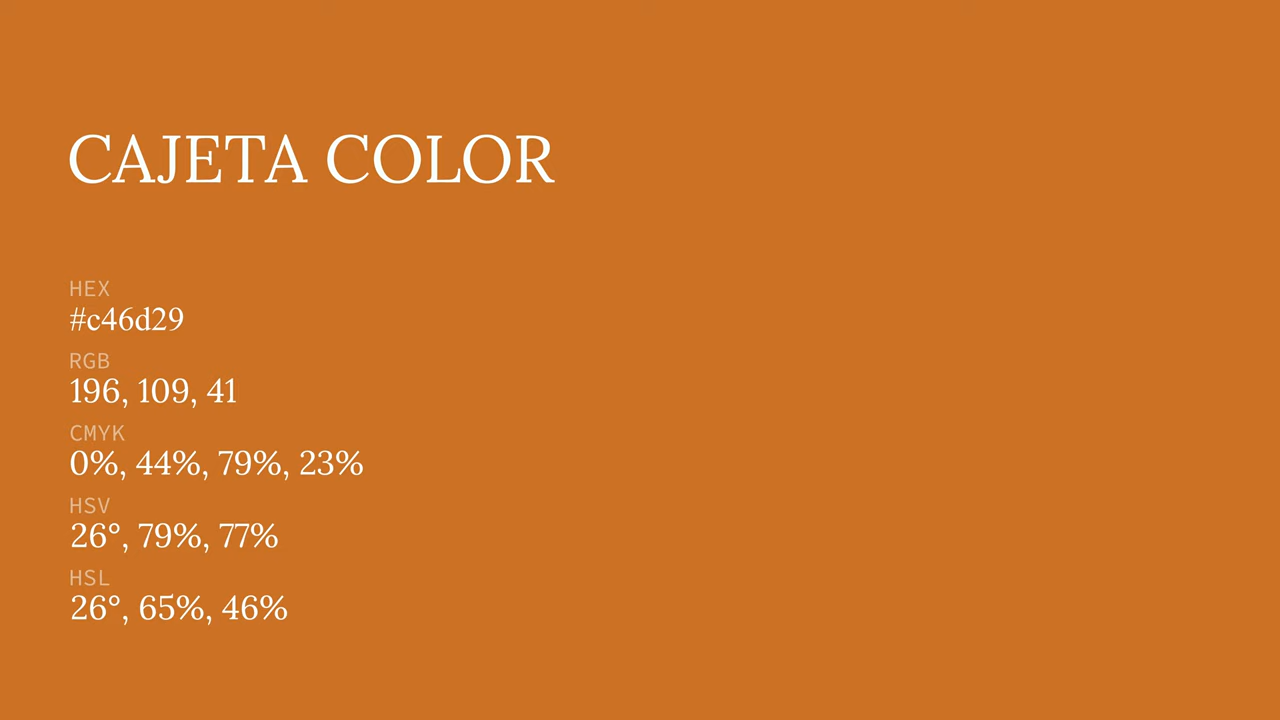 CAJETA COLOR
HEX
#c46d29
RGB
196, 109, 41
CMYK
0%, 44%, 79%, 23%
HSV
26°, 79%, 77%
HSL
26°, 65%, 46%